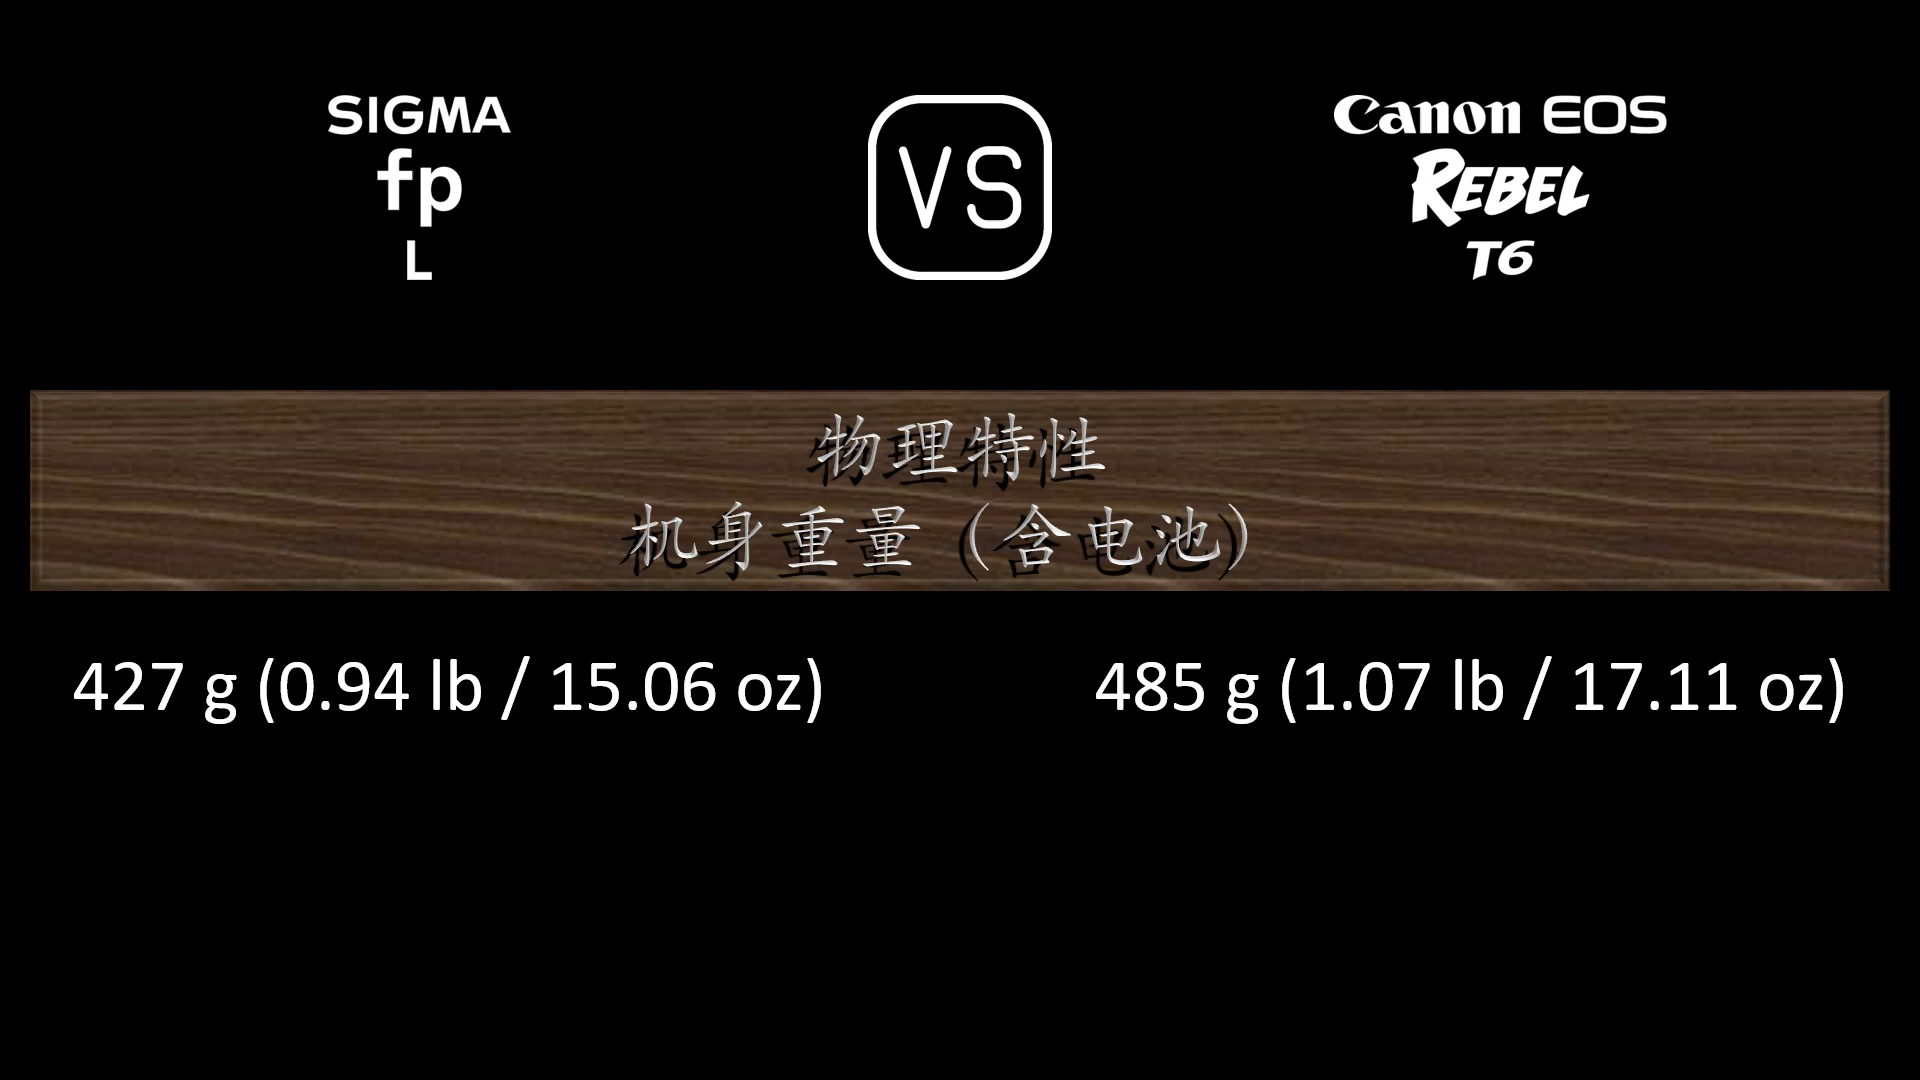 SIGMA
fp
L
VS
Canon EOS
REBEL
T6
物理特性
机身重量（含电池）
427 g (0.94 lb / 15.06 oz)
485 g (1.07 lb / 17.11 oz)